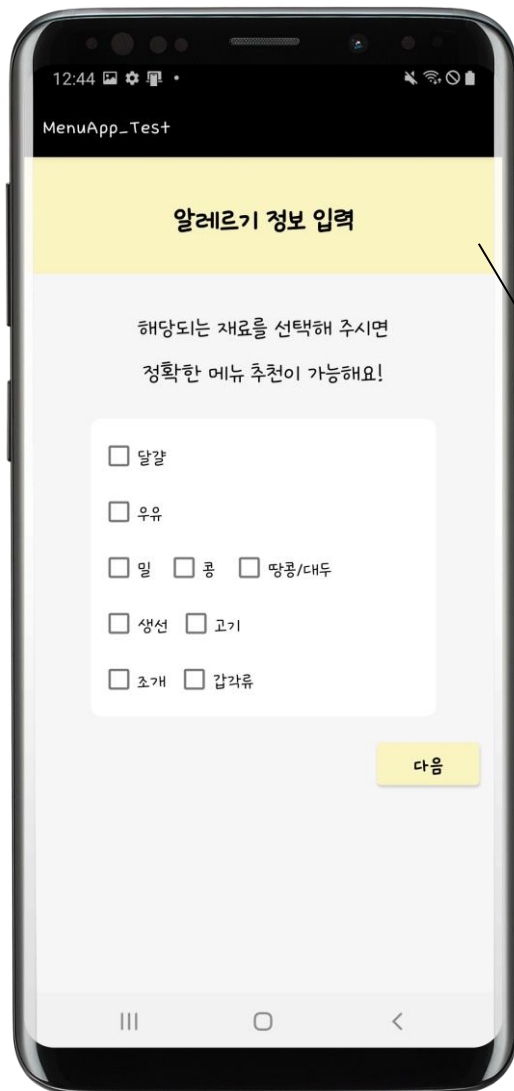 12:44
MenuApp_Test
알레르기 정보 입력
해당되는 재료를 선택해 주시면
정확한 메뉴 추천이 가능해요!
달걀
우유
밀 콩 땅콩/대두
생선 고기
조개 갑각류
다음